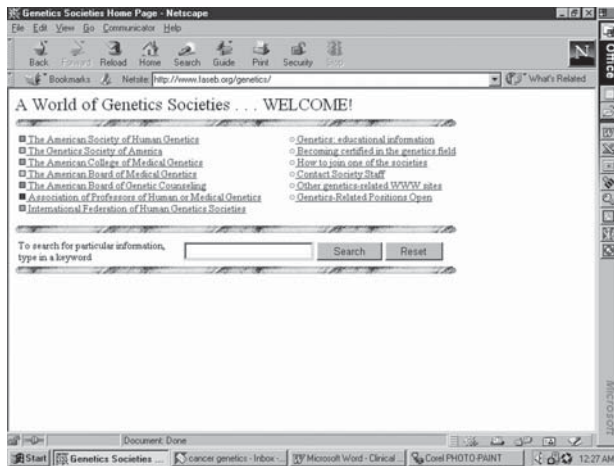 Genetics Societies Home Page - Netscape
File Edit View Go Communicator Help
Back Forward Reload Home Search Guide Print Security Stop
Bookmarks Netsite: http://www.faseb.org/genetics/ What's Related
A World of Genetics Societies . . . WELCOME!
The American Society of Human Genetics
The Genetics Society of America
The American College of Medical Genetics
The American Board of Medical Genetics
The American Board of Genetic Counseling
Association of Professors of Human or Medical Genetics
International Federation of Human Genetics Societies
Genetics: educational information
Becoming certified in the genetics field
How to join one of the societies
Contact Society Staff
Other genetics-related WWW sites
Genetics-Related Positions Open
To search for particular information,
type in a keyword
Search Reset
Document: Done
Start Genetics Societies ... cancer genetics - Inbox -... Microsoft Word - Clinical ... Corel PHOTO-PAINT 12:27 AM
Office
Microsoft